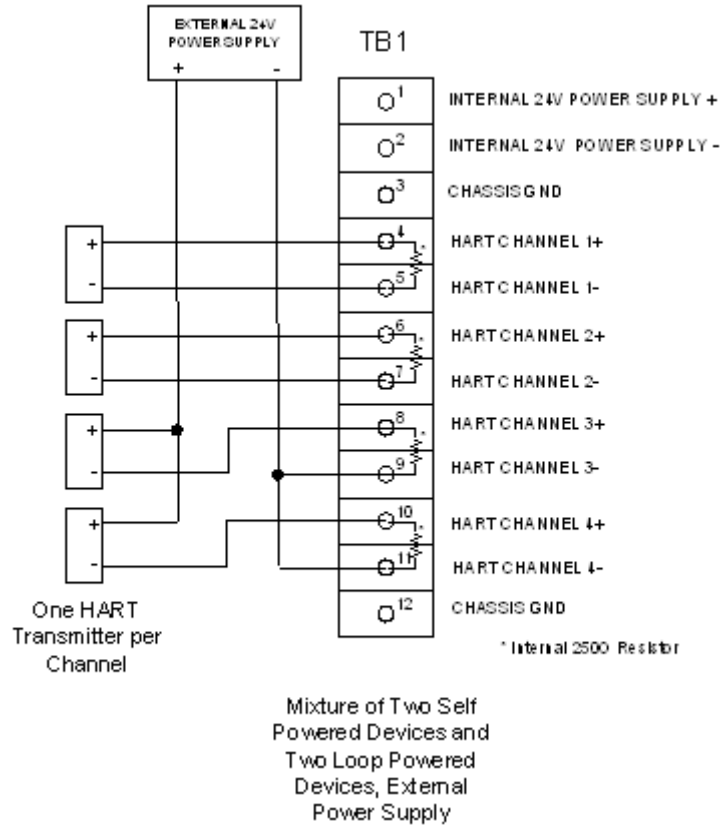 EXTERNAL 24V
POWER SUPPLY
+ -
TB1
1 INTERNAL 24V POWER SUPPLY +
2 INTERNAL 24V POWER SUPPLY -
3 CHASSIS GND
+ 4 HART CHANNEL 1+
*
- 5 HART CHANNEL 1-
+ 6 HART CHANNEL 2+
*
- 7 HART CHANNEL 2-
+ 8 HART CHANNEL 3+
*
- 9 HART CHANNEL 3-
+ 10 HART CHANNEL 4+
*
- 11 HART CHANNEL 4-
12 CHASSIS GND
* Internal 250O Resistor
One HART
Transmitter per
Channel
Mixture of Two Self
Powered Devices and
Two Loop Powered
Devices, External
Power Supply